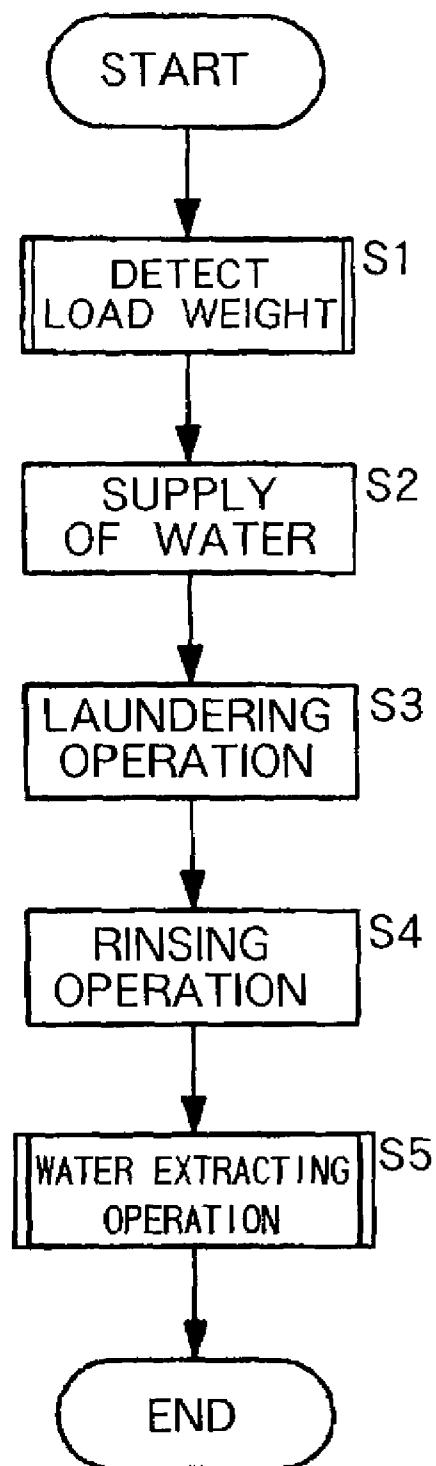 START
DETECT
LOAD WEIGHT
S1
SUPPLY
OF WATER
S2
LAUNDERING
OPERATION
S3
RINSING
OPERATION
S4
WATER EXTRACTING
OPERATION
S5
END